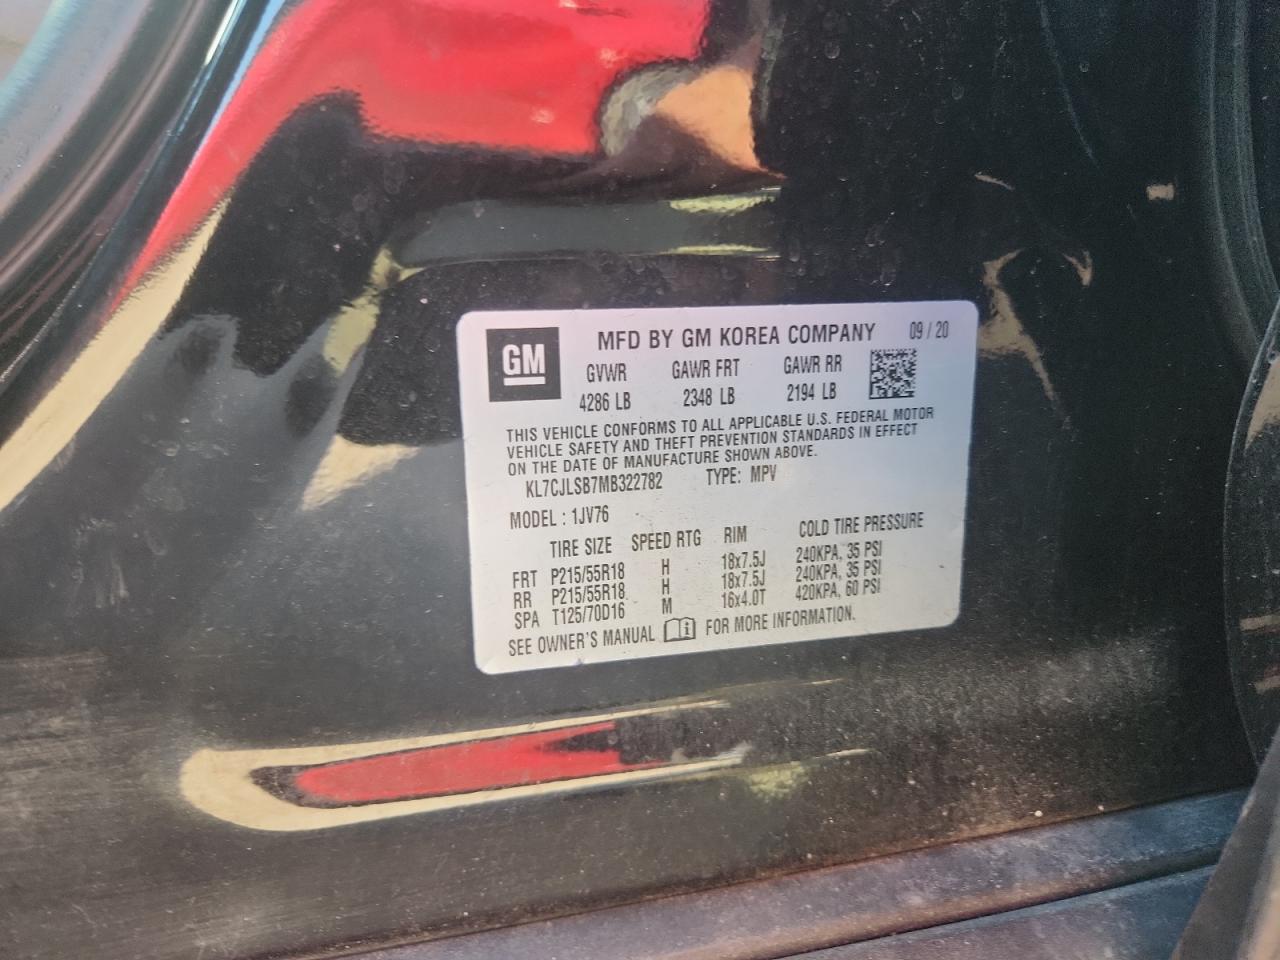 GM
MFD BY GM KOREA COMPANY 09 / 20
GVWR GAWR FRT GAWR RR
4286 LB 2348 LB 2194 LB
THIS VEHICLE CONFORMS TO ALL APPLICABLE U.S. FEDERAL MOTOR
VEHICLE SAFETY AND THEFT PREVENTION STANDARDS IN EFFECT
ON THE DATE OF MANUFACTURE SHOWN ABOVE.
KL7CJLSB7MB322782 TYPE: MPV
MODEL : 1JV76
TIRE SIZE SPEED RTG RIM COLD TIRE PRESSURE
FRT P215/55R18 H 18x7.5J 240KPA, 35 PSI
RR P215/55R18 H 18x7.5J 240KPA, 35 PSI
SPA T125/70D16 M 16x4.0T 420KPA, 60 PSI
SEE OWNER'S MANUAL FOR MORE INFORMATION.